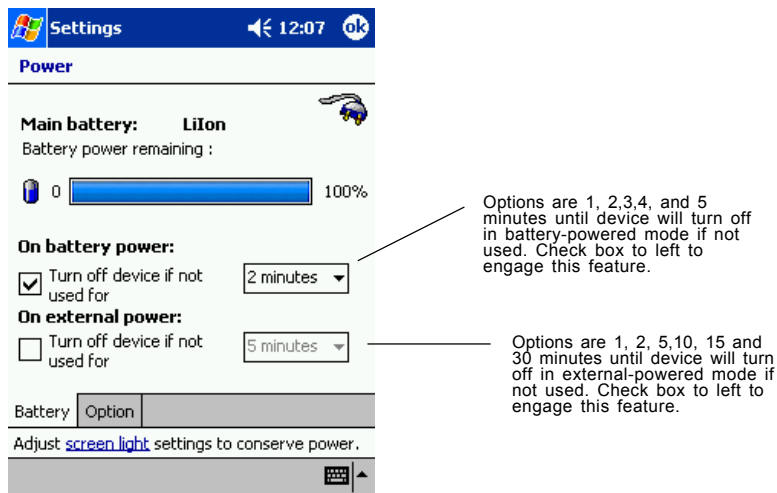 Settings 12:07 ok
Power
Main battery: LiIon
Battery power remaining :
0 100%
On battery power:
Turn off device if not
used for
2 minutes
On external power:
Turn off device if not
used for
5 minutes
Battery Option
Adjust screen light settings to conserve power.
Options are 1, 2,3,4, and 5
minutes until device will turn off
in battery-powered mode if not
used. Check box to left to
engage this feature.
Options are 1, 2, 5,10, 15 and
30 minutes until device will turn
off in external-powered mode if
not used. Check box to left to
engage this feature.